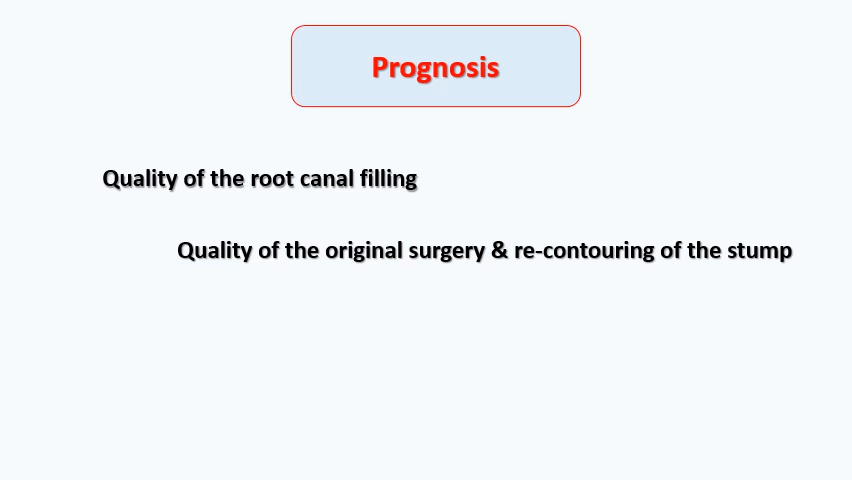 Prognosis
Quality of the root canal filling
Quality of the original surgery & re-contouring of the stump